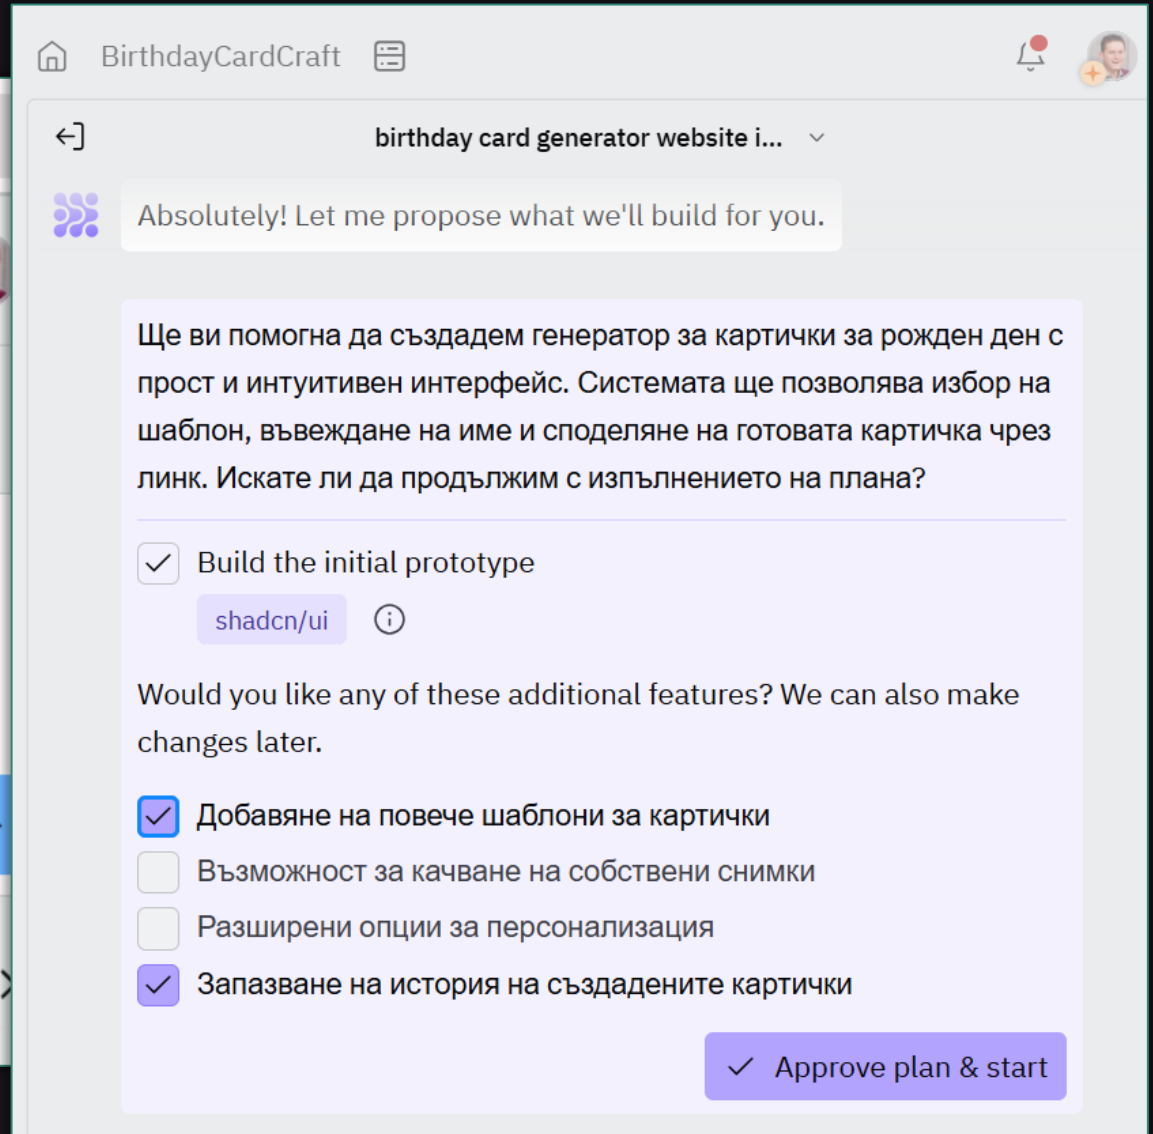 BirthdayCardCraft
birthday card generator website i...
Absolutely! Let me propose what we'll build for you.
Ще ви помогна да създадем генератор за картички за рожден ден с
прост и интуитивен интерфейс. Системата ще позволява избор на
шаблон, въвеждане на име и споделяне на готовата картичка чрез
линк. Искате ли да продължим с изпълнението на плана?
Build the initial prototype
shadcn/ui
Would you like any of these additional features? We can also make
changes later.
Добавяне на повече шаблони за картички
Възможност за качване на собствени снимки
Разширени опции за персонализация
Запазване на история на създадените картички
Approve plan & start